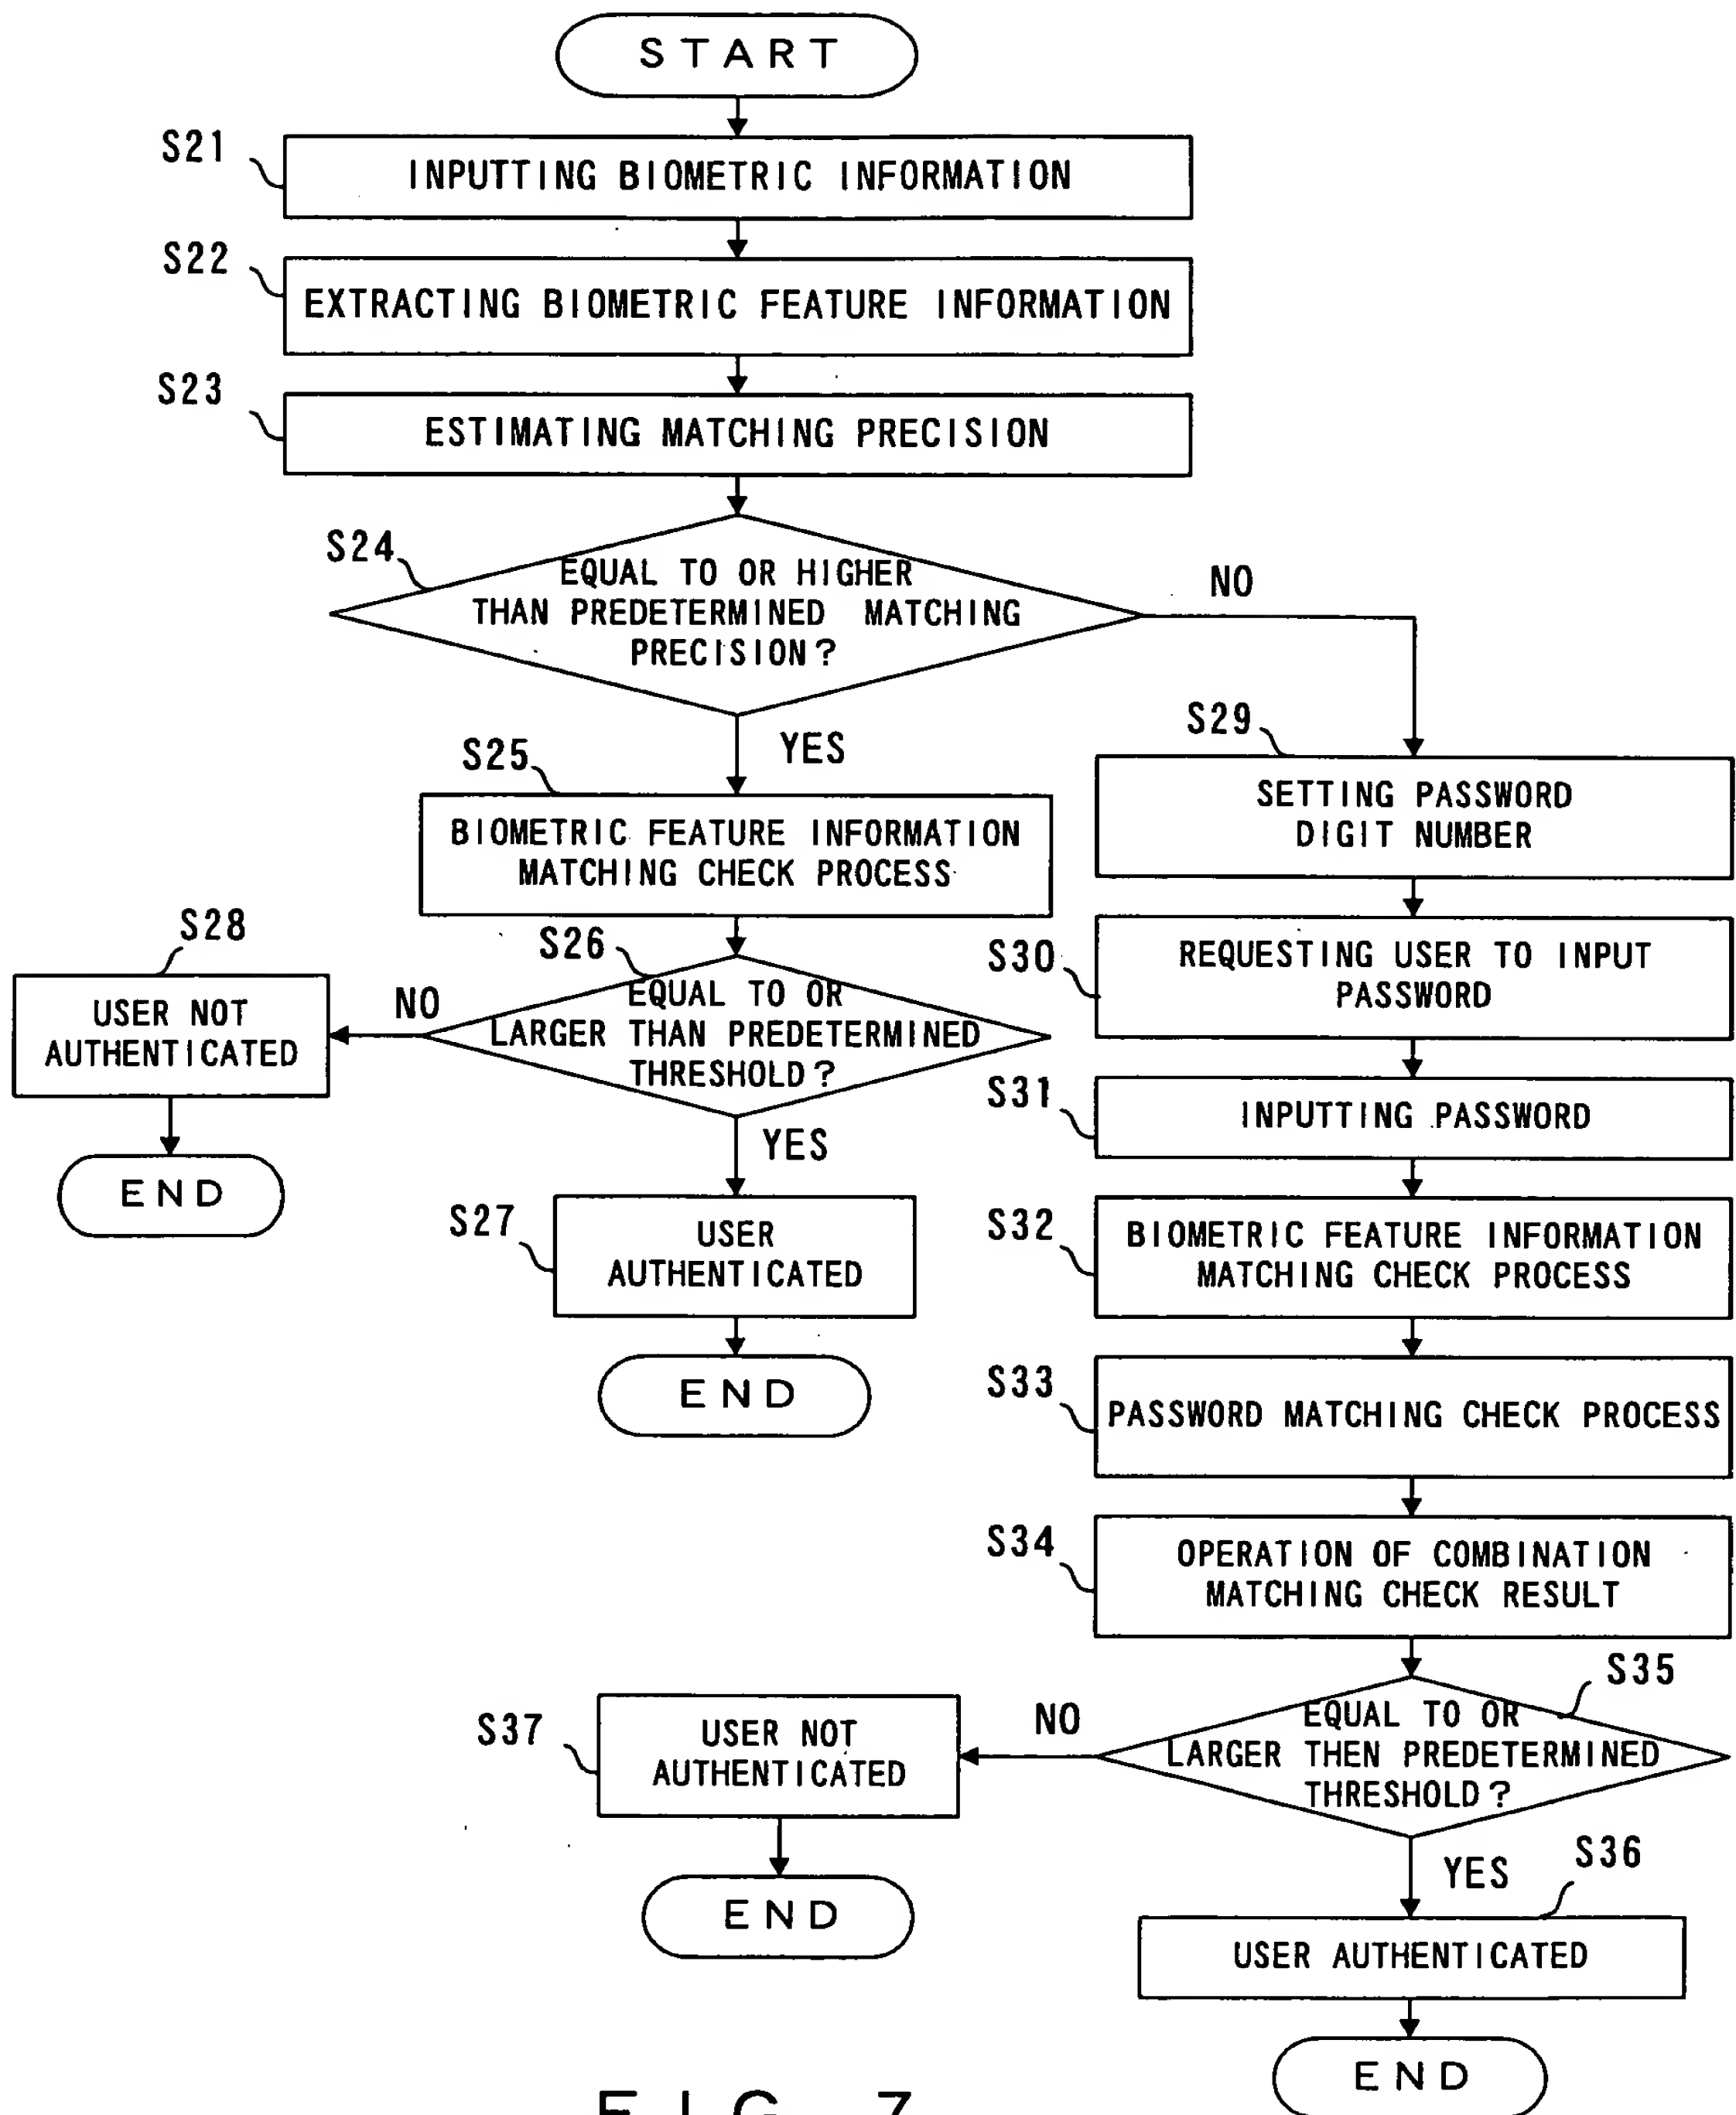 START
S21
INPUTTING BIOMETRIC INFORMATION
S22
EXTRACTING BIOMETRIC FEATURE INFORMATION
S23
ESTIMATING MATCHING PRECISION
S24
EQUAL TO OR HIGHER
THAN PREDETERMINED MATCHING
PRECISION?
NO
YES
S25
BIOMETRIC FEATURE INFORMATION
MATCHING CHECK PROCESS
S26
EQUAL TO OR
LARGER THAN PREDETERMINED
THRESHOLD?
NO
S28
USER NOT
AUTHENTICATED
END
YES
S27
USER
AUTHENTICATED
END
S29
SETTING PASSWORD
DIGIT NUMBER
S30
REQUESTING USER TO INPUT
PASSWORD
S31
INPUTTING PASSWORD
S32
BIOMETRIC FEATURE INFORMATION
MATCHING CHECK PROCESS
S33
PASSWORD MATCHING CHECK PROCESS
S34
OPERATION OF COMBINATION
MATCHING CHECK RESULT
S35
EQUAL TO OR
LARGER THEN PREDETERMINED
THRESHOLD?
NO
S37
USER NOT
AUTHENTICATED
END
YES
S36
USER AUTHENTICATED
END
FIG. 7